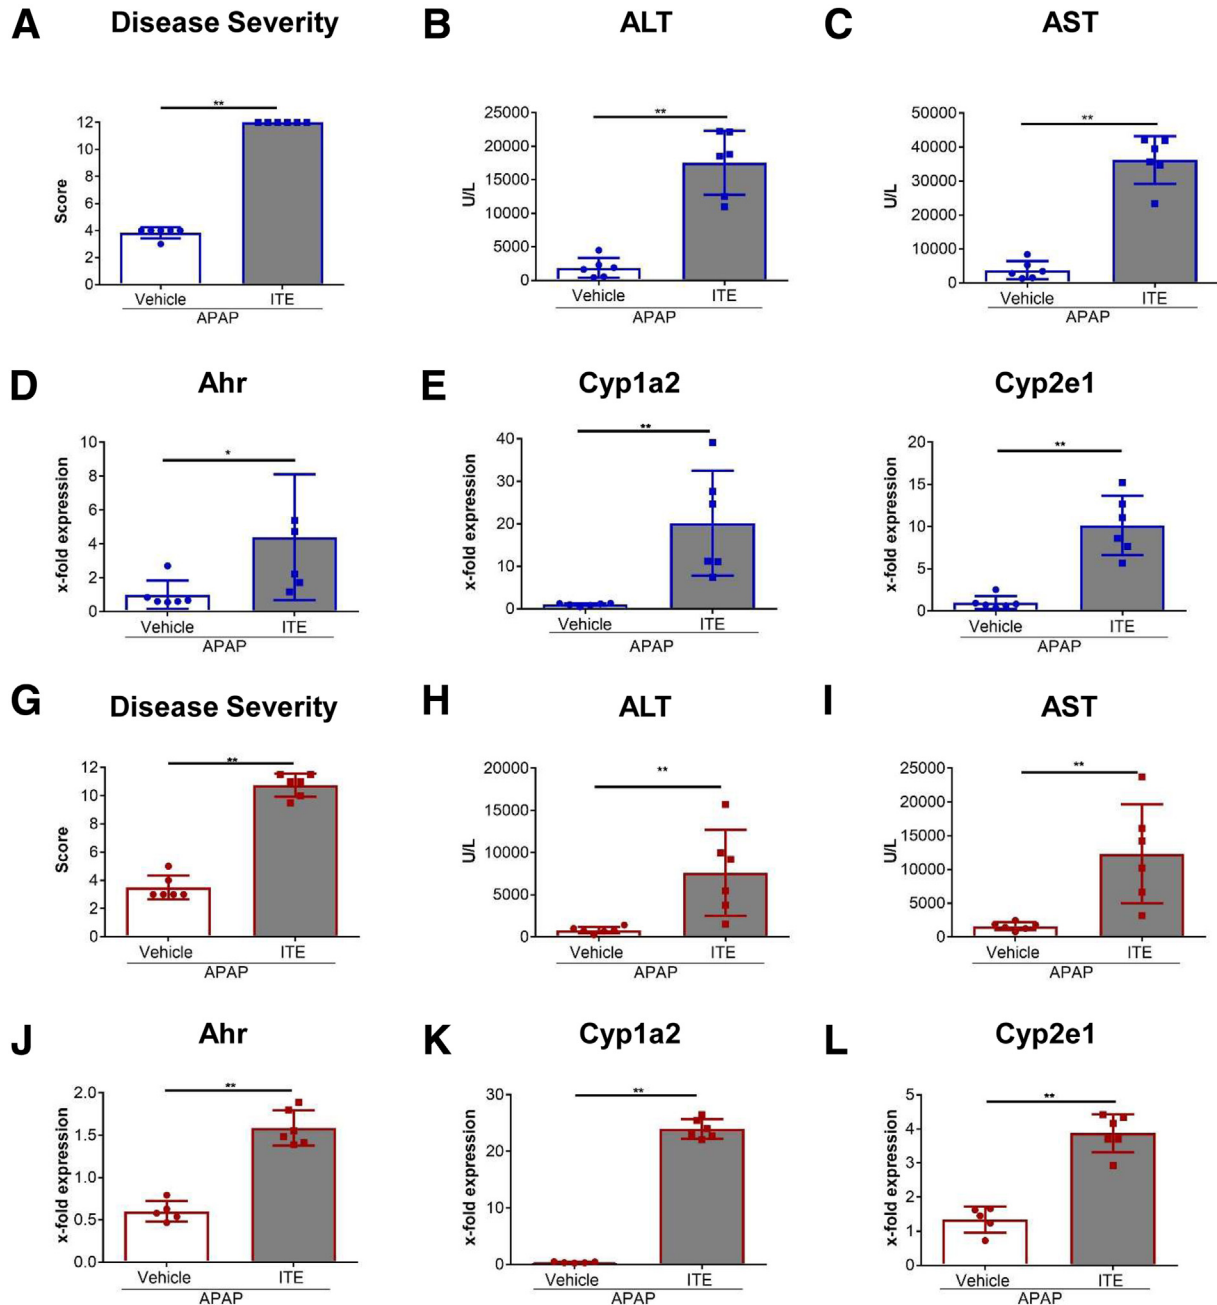 A Disease Severity
**
Score
12
10
8
6
4
2
0
Vehicle ITE
APAP
B ALT
**
U/L
25000
20000
15000
10000
5000
0
Vehicle ITE
APAP
C AST
**
U/L
50000
40000
30000
20000
10000
0
Vehicle ITE
APAP
D Ahr
*
x-fold expression
10
8
6
4
2
0
Vehicle ITE
APAP
E Cyp1a2
**
x-fold expression
40
30
20
10
0
Vehicle ITE
APAP
Cyp2e1
**
x-fold expression
20
15
10
5
0
Vehicle ITE
APAP
G Disease Severity
**
Score
12
10
8
6
4
2
0
Vehicle ITE
APAP
H ALT
**
U/L
20000
15000
10000
5000
0
Vehicle ITE
APAP
I AST
**
U/L
25000
20000
15000
10000
5000
0
Vehicle ITE
APAP
J Ahr
**
x-fold expression
2.0
1.5
1.0
0.5
0.0
Vehicle ITE
APAP
K Cyp1a2
**
x-fold expression
30
20
10
0
Vehicle ITE
APAP
L Cyp2e1
**
x-fold expression
5
4
3
2
1
0
Vehicle ITE
APAP